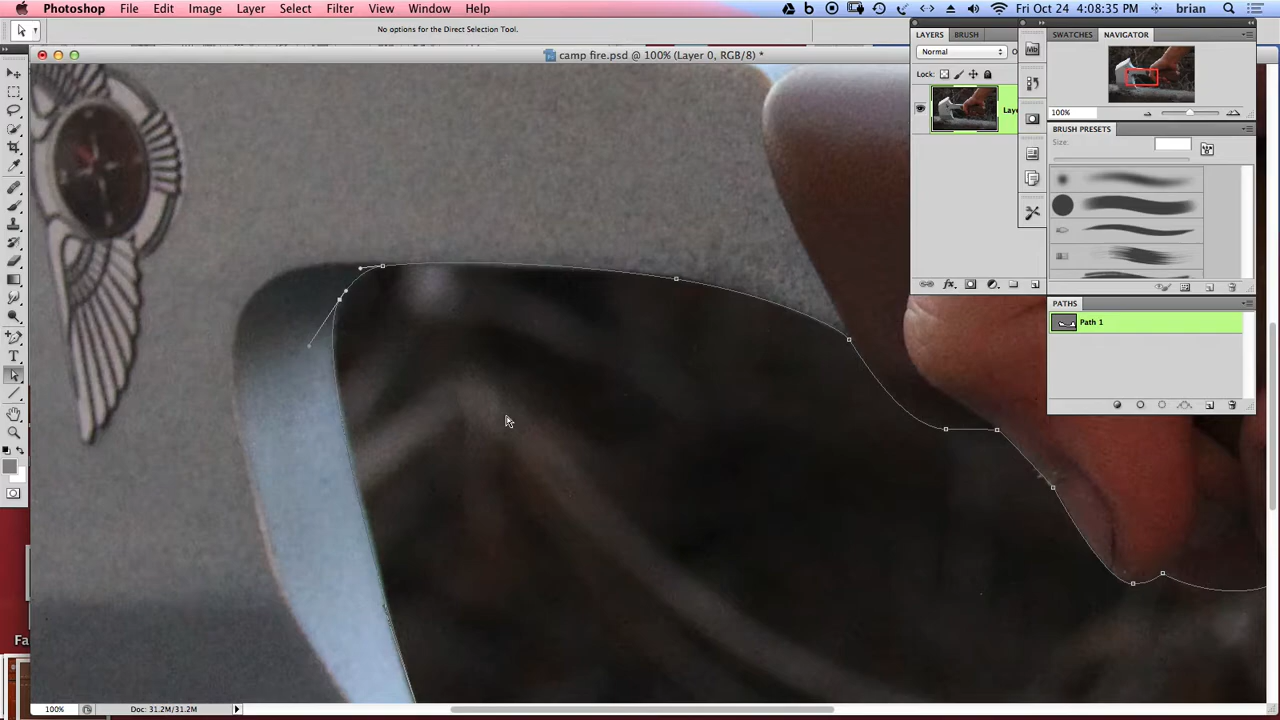 Photoshop File Edit Image Layer Select Filter View Window Help
Fri Oct 24 4:08:35 PM brian
No options for the Direct Selection Tool.
camp fire.psd @ 100% (Layer 0, RGB/8) *
LAYERS BRUSH
Normal
Lock:
SWATCHES NAVIGATOR
100%
BRUSH PRESETS
Size:
PATHS
Path 1
100% Doc: 31.2M/31.2M